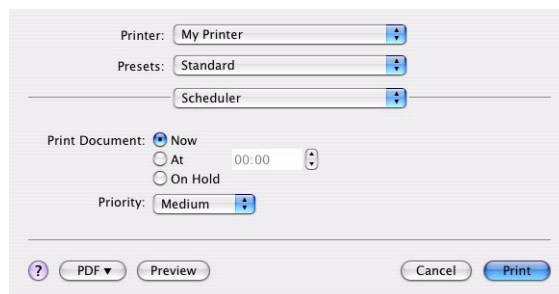 Printer: My Printer
Presets: Standard
Scheduler
Print Document: Now
At 00:00
On Hold
Priority: Medium
? PDF▼ Preview Cancel Print